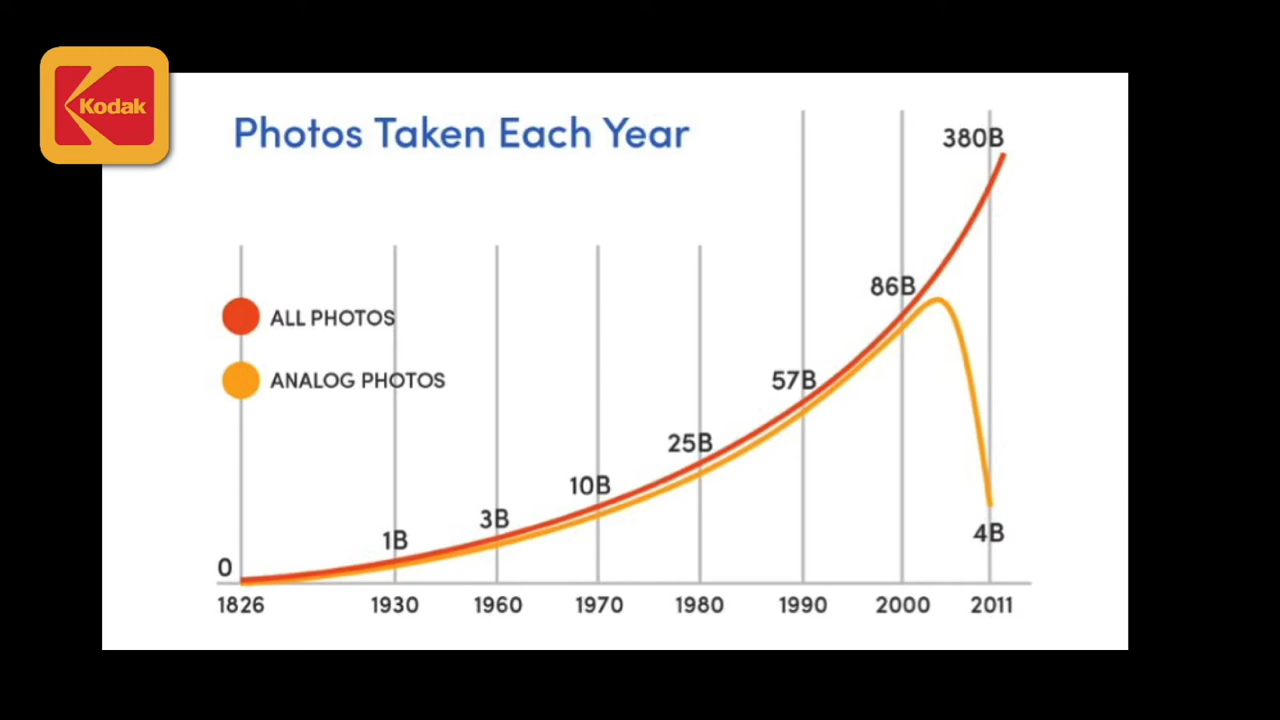 Kodak
Photos Taken Each Year
380B
86B
ALL PHOTOS
57B
ANALOG PHOTOS
25B
10B
3B
4B
1B
0
1826 1930 1960 1970 1980 1990 2000 2011